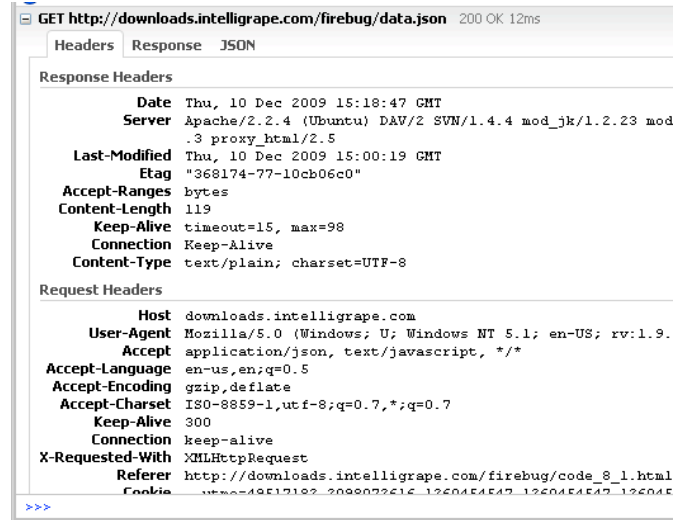 GET http://downloads.intelligrape.com/firebug/data.json 200 OK 12ms
Headers Response JSON
Response Headers
Date Thu, 10 Dec 2009 15:18:47 GMT
Server Apache/2.2.4 (Ubuntu) DAV/2 SVN/1.4.4 mod_jk/1.2.23 mod
.3 proxy_html/2.5
Last-Modified Thu, 10 Dec 2009 15:00:19 GMT
Etag "368174-77-10cb06c0"
Accept-Ranges bytes
Content-Length 119
Keep-Alive timeout=15, max=98
Connection Keep-Alive
Content-Type text/plain; charset=UTF-8
Request Headers
Host downloads.intelligrape.com
User-Agent Mozilla/5.0 (Windows; U; Windows NT 5.1; en-US; rv:1.9.
Accept application/json, text/javascript, */*
Accept-Language en-us,en;q=0.5
Accept-Encoding gzip,deflate
Accept-Charset ISO-8859-1,utf-8;q=0.7,*;q=0.7
Keep-Alive 300
Connection keep-alive
X-Requested-With XMLHttpRequest
Referer http://downloads.intelligrape.com/firebug/code_8_1.html
Cookie
>>>